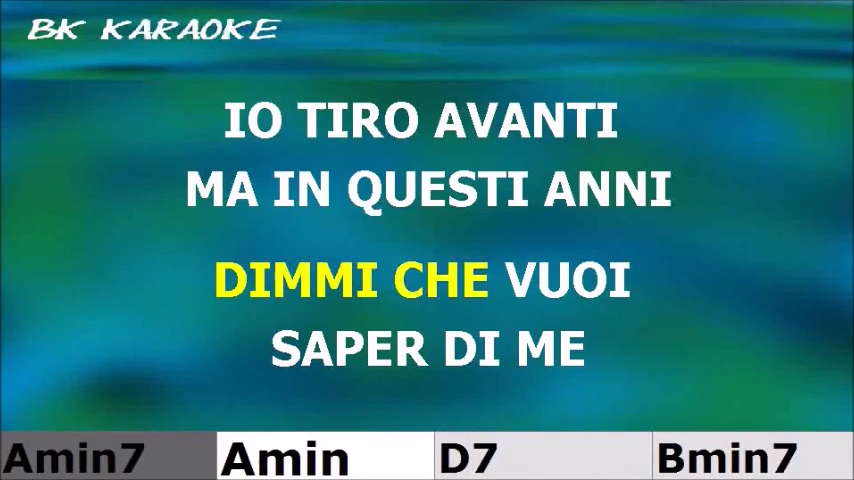 BK KARAOKE
IO TIRO AVANTI
MA IN QUESTI ANNI
DIMMI CHE VUOI
SAPER DI ME
Amin7 Amin D7 Bmin7